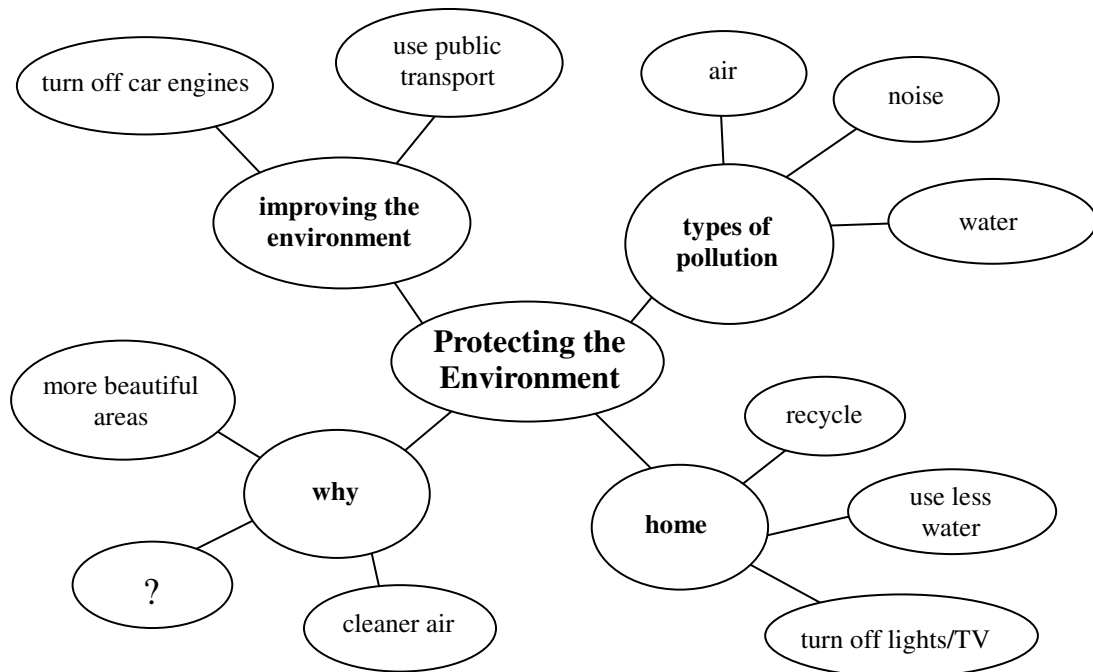 use public
transport
turn off car engines
air
noise
improving the
environment
types of
pollution
water
Protecting the
Environment
more beautiful
areas
recycle
why
home
use less
water
?
cleaner air
turn off lights/TV